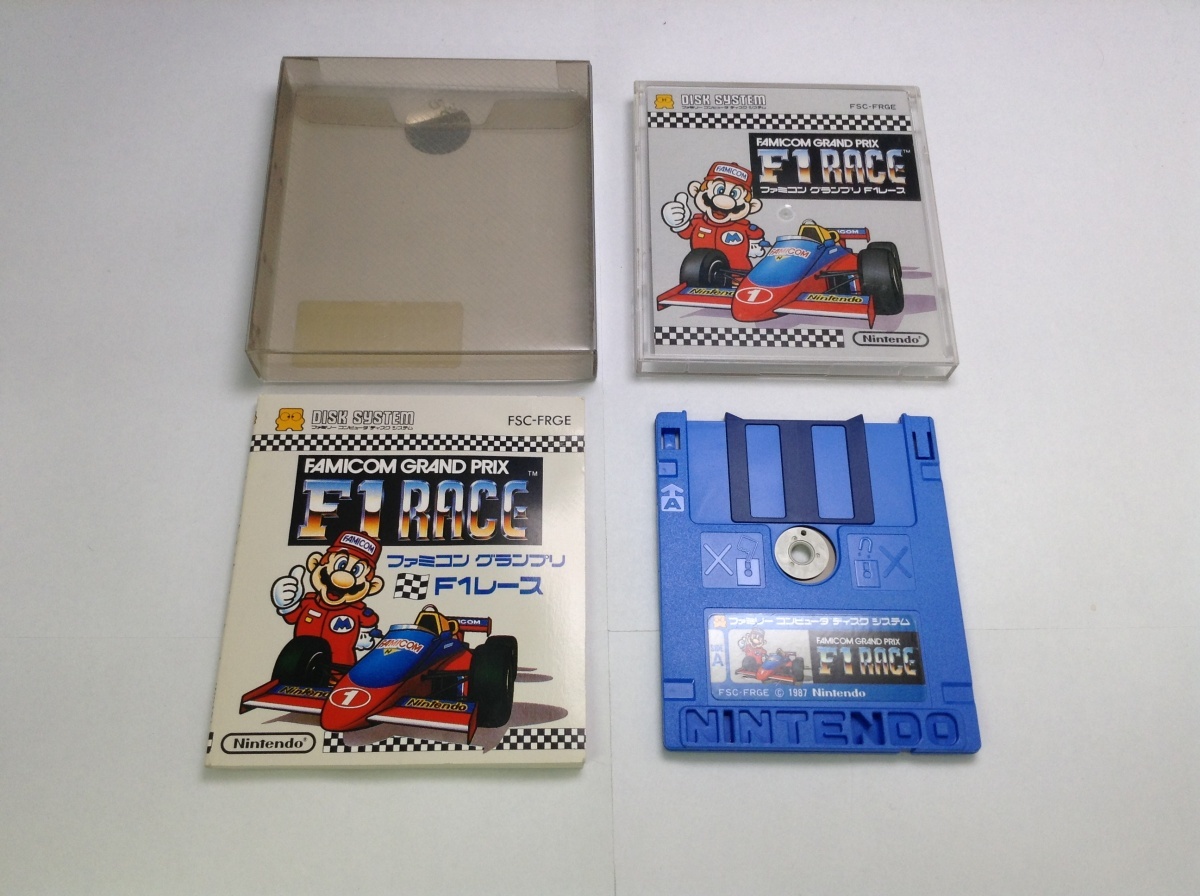 DISK SYSTEM
ファミリー コンピュータ ディスク システム
FSC-FRGE
FAMICOM GRAND PRIX
F1 RACE™
ファミコン グランプリ F1レース
FAMICOM
M
FAMICOM
Nintendo
1
Nintendo
Nintendo
DISK SYSTEM
ファミリー コンピュータ ディスク システム
FSC-FRGE
FAMICOM GRAND PRIX
F1 RACE™
ファミコン グランプリ
F1レース
FAMICOM
M
FAMICOM
Nintendo
1
Nintendo
Nintendo
A
ファミリー コンピュータ ディスク システム
A
FAMICOM GRAND PRIX
F1 RACE
FSC-FRGE © 1987 Nintendo
NINTENDO